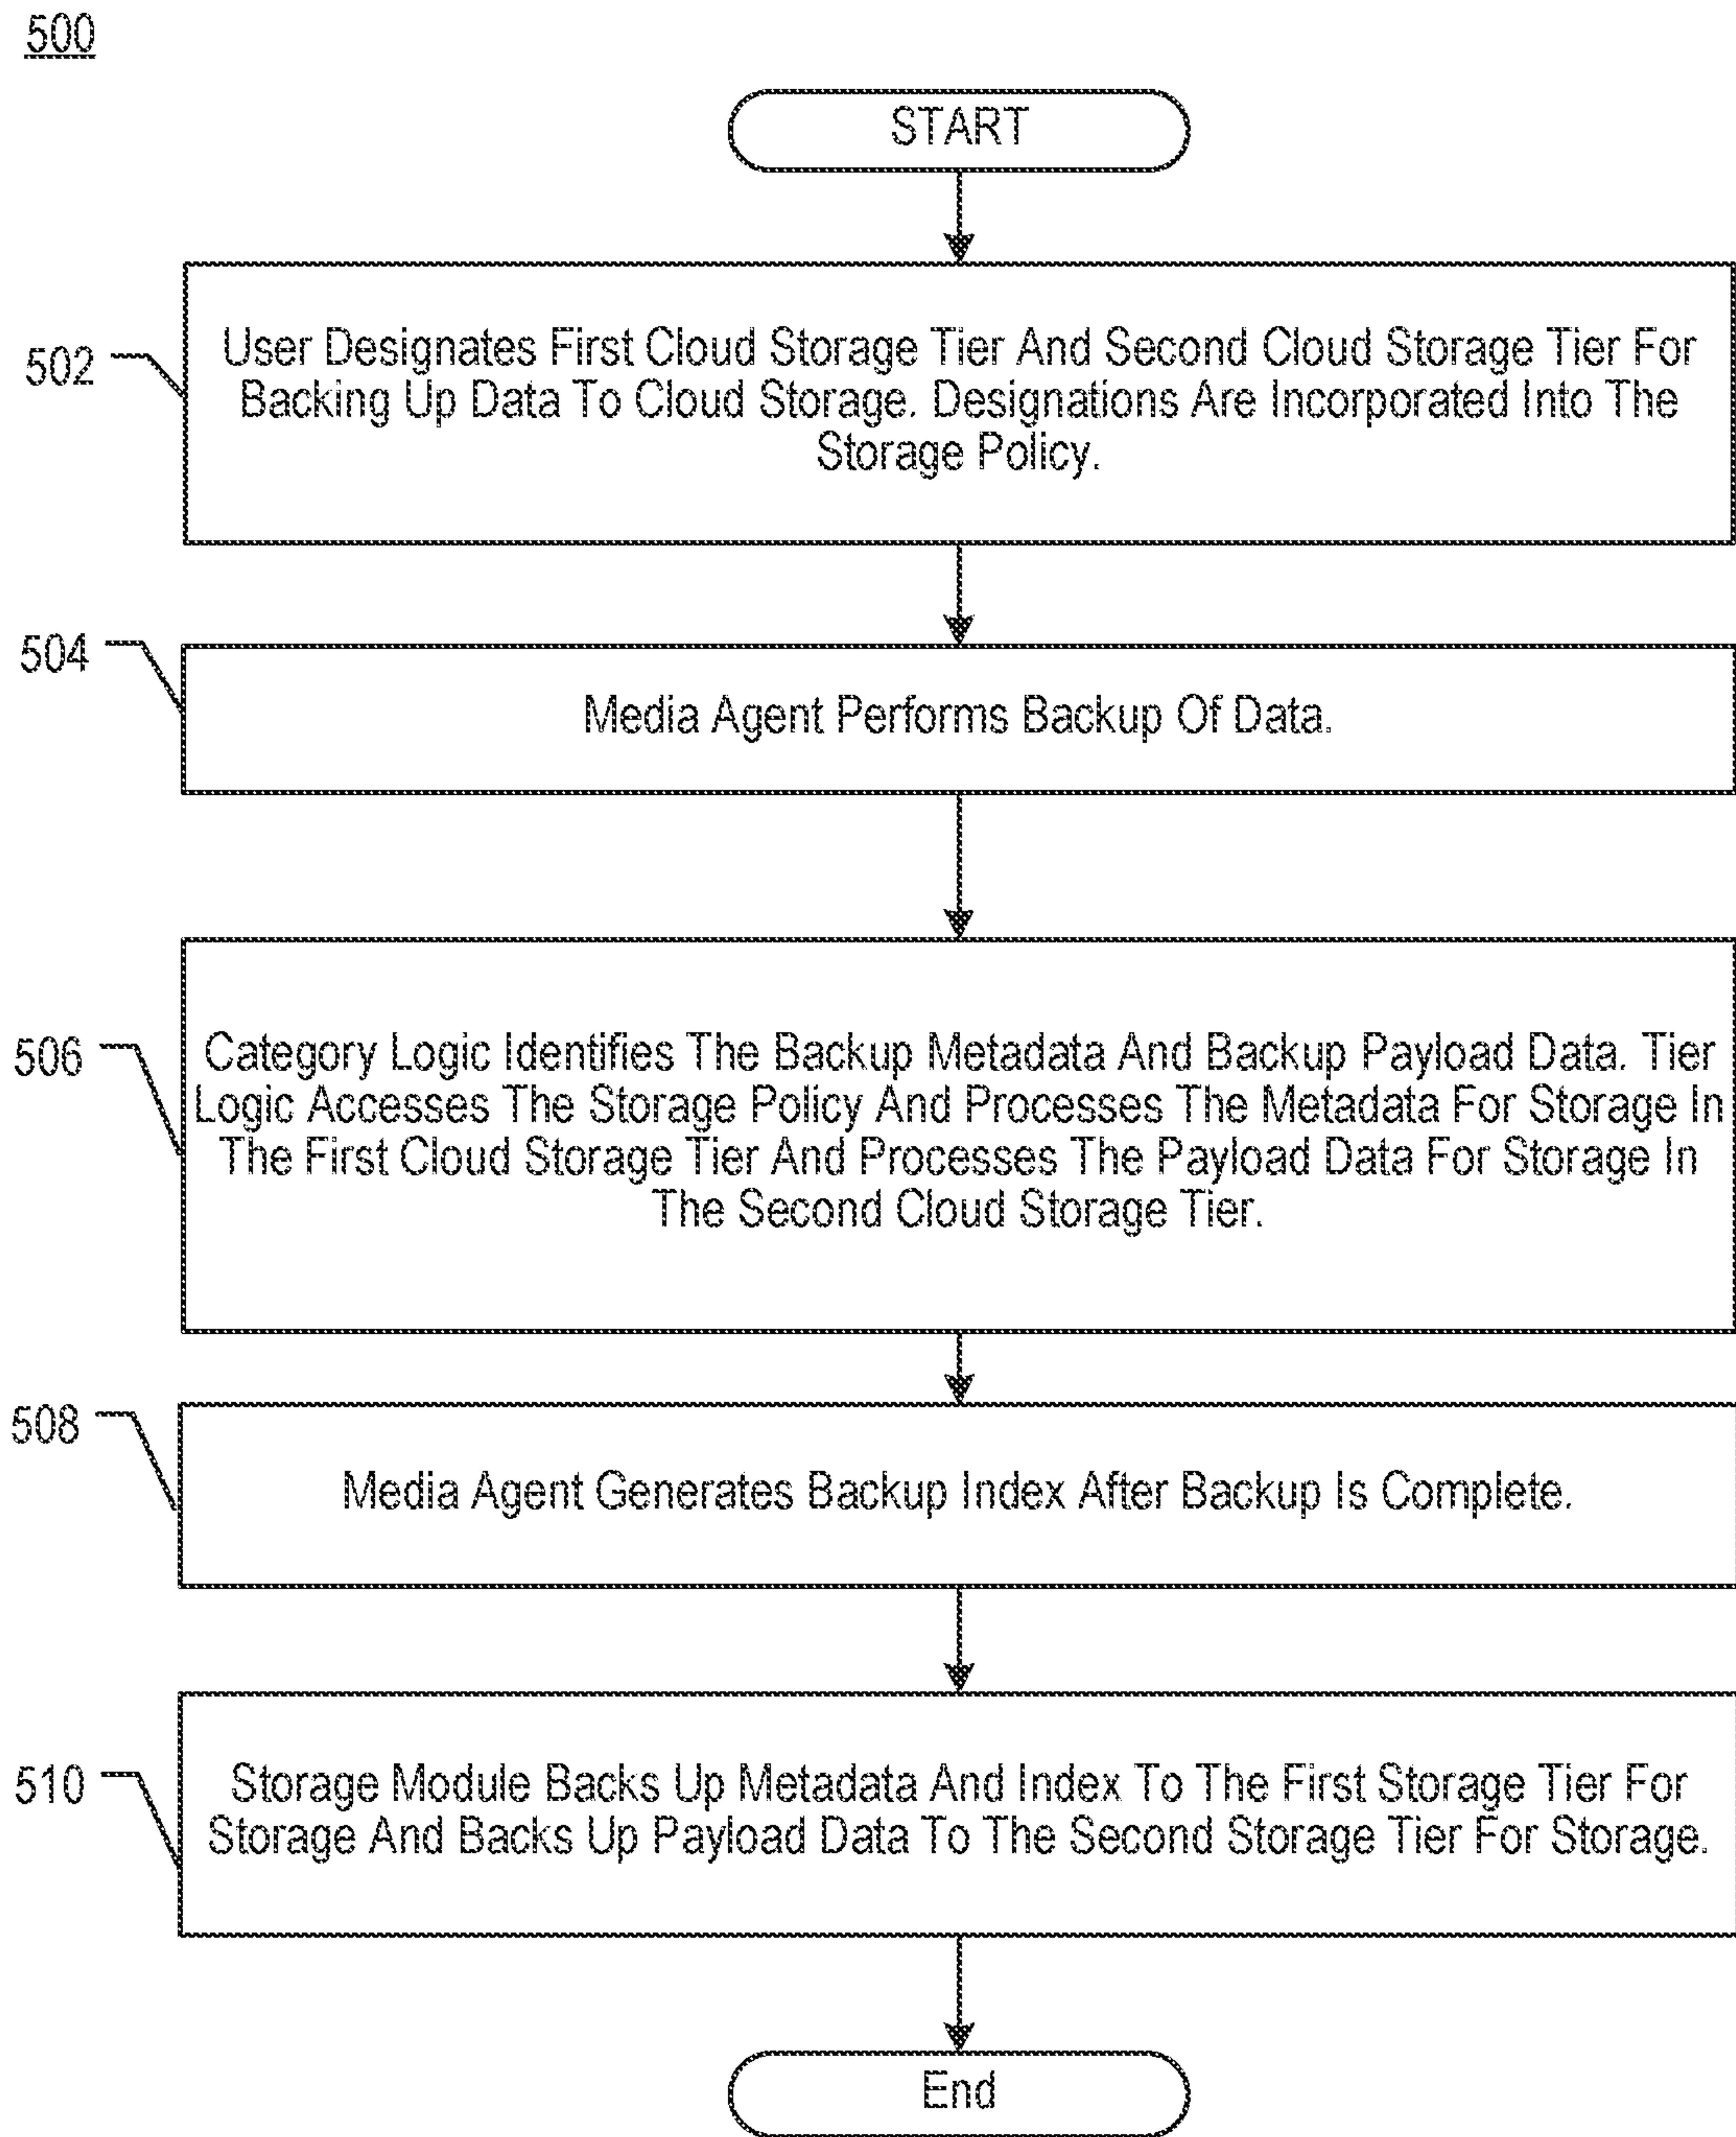 500
START
502
User Designates First Cloud Storage Tier And Second Cloud Storage Tier For
Backing Up Data To Cloud Storage. Designations Are Incorporated Into The
Storage Policy.
504
Media Agent Performs Backup Of Data.
506
Category Logic Identifies The Backup Metadata And Backup Payload Data. Tier
Logic Accesses The Storage Policy And Processes The Metadata For Storage In
The First Cloud Storage Tier And Processes The Payload Data For Storage In
The Second Cloud Storage Tier.
508
Media Agent Generates Backup Index After Backup Is Complete.
510
Storage Module Backs Up Metadata And Index To The First Storage Tier For
Storage And Backs Up Payload Data To The Second Storage Tier For Storage.
End